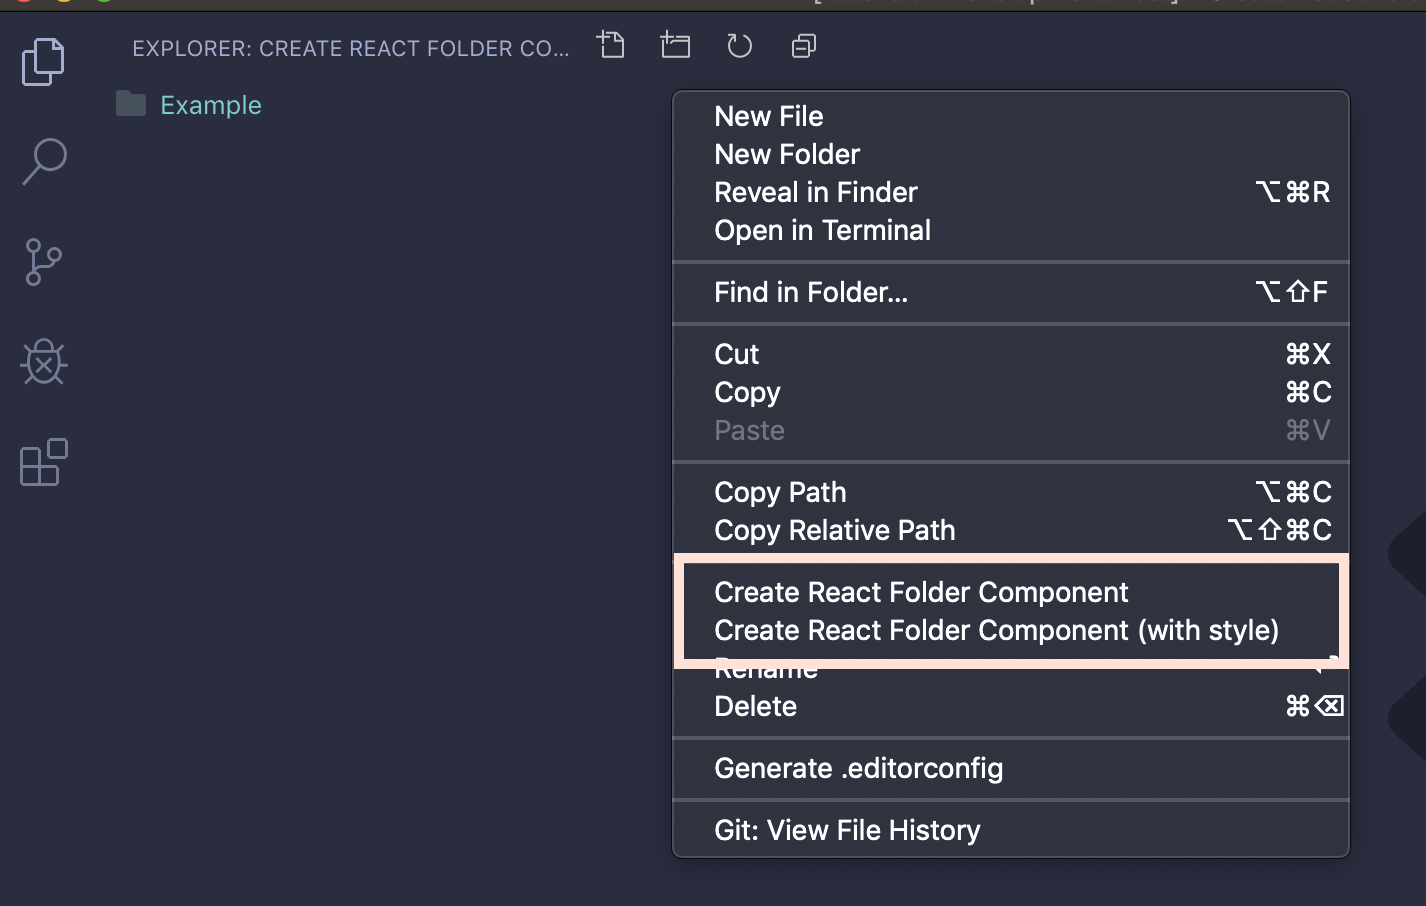 EXPLORER: CREATE REACT FOLDER CO...
Example
New File
New Folder
Reveal in Finder ⌥⌘R
Open in Terminal
Find in Folder... ⌥⇧F
Cut ⌘X
Copy ⌘C
Paste ⌘V
Copy Path ⌥⌘C
Copy Relative Path ⌥⇧⌘C
Create React Folder Component
Create React Folder Component (with style)
Rename
Delete ⌘⌫
Generate .editorconfig
Git: View File History